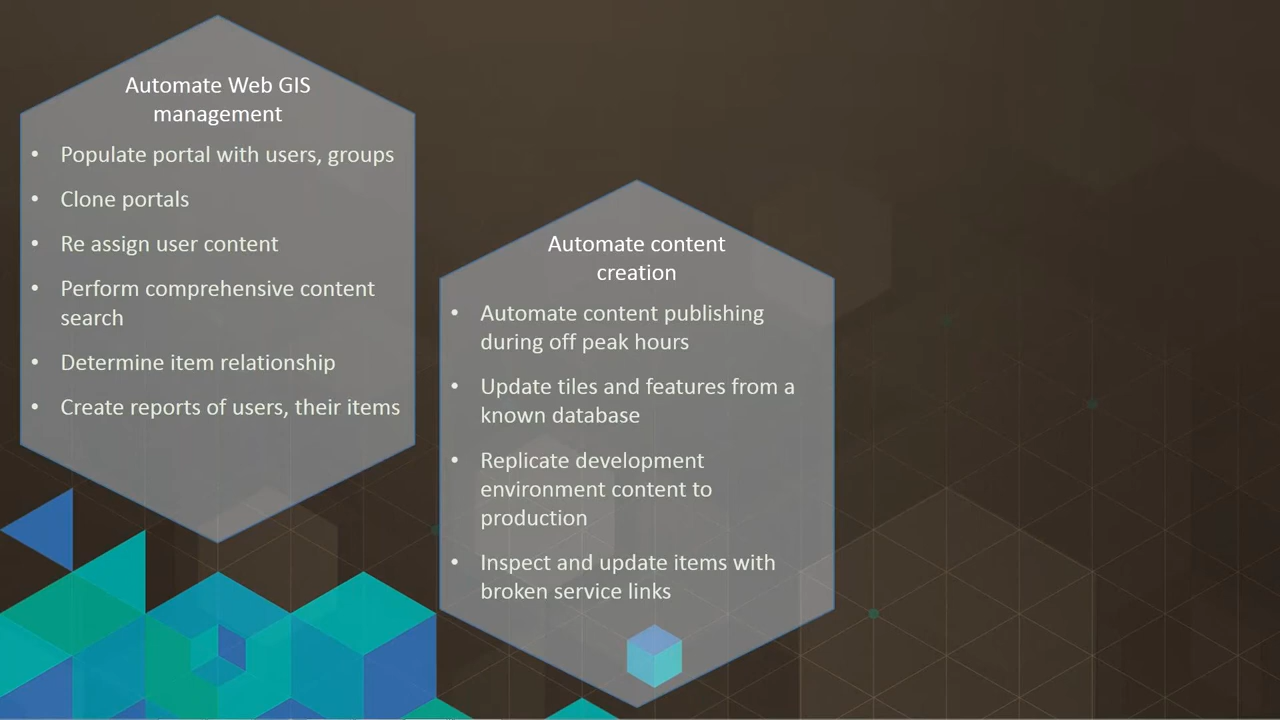 Automate Web GIS
management
• Populate portal with users, groups
• Clone portals
• Re assign user content
• Perform comprehensive content
search
• Determine item relationship
• Create reports of users, their items
Automate content
creation
• Automate content publishing
during off peak hours
• Update tiles and features from a
known database
• Replicate development
environment content to
production
• Inspect and update items with
broken service links